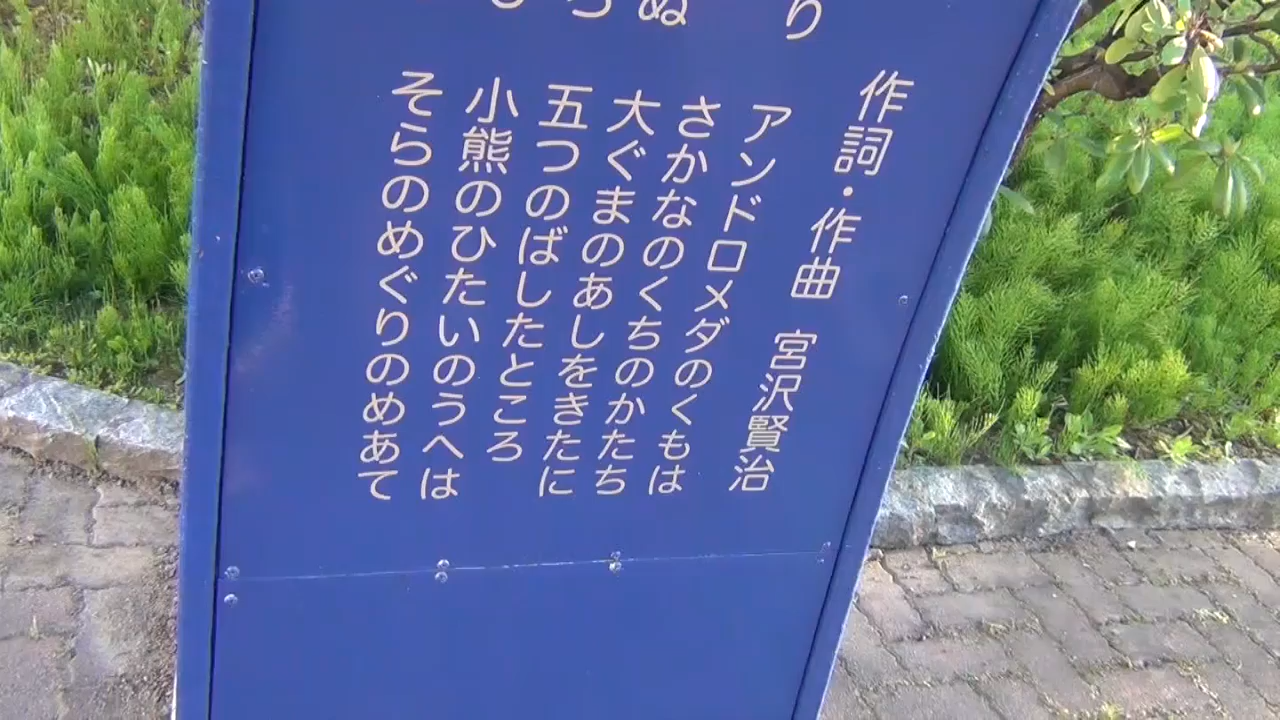 作詞・作曲 宮沢賢治
アンドロメダのくもは
さかなのくちのかたち
大ぐまのあしをきたに
五つのばしたところ
小熊のひたいのうへは
そらのめぐりのめあて